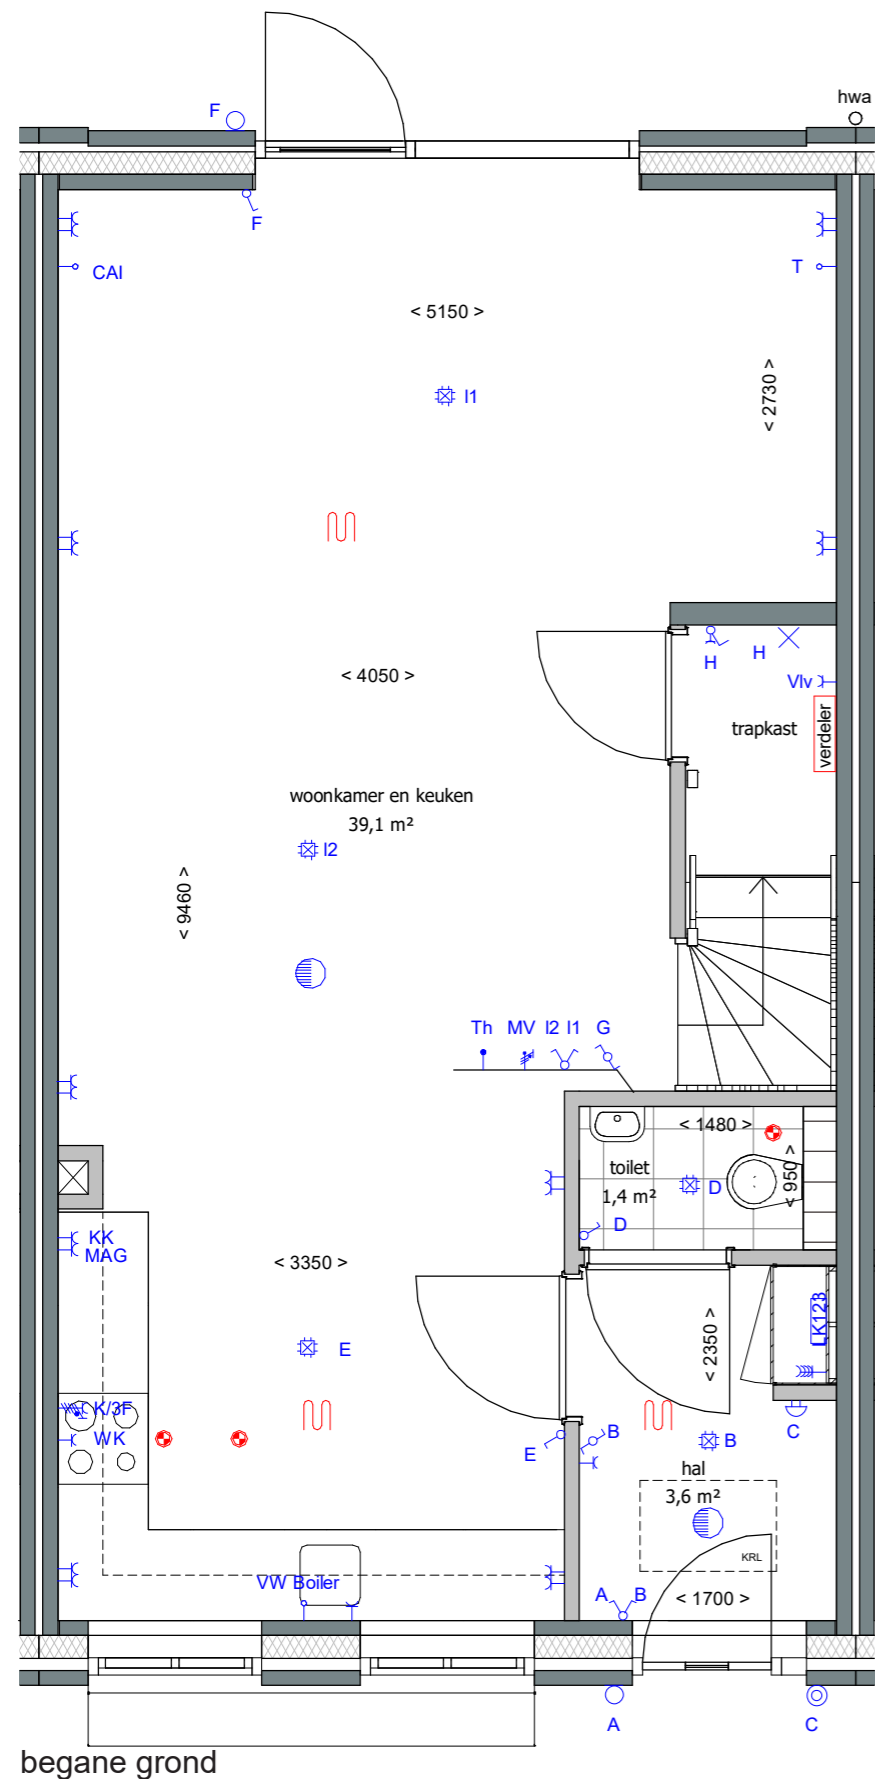 F
hwa
F
CAI
T
< 5150 >
< 2730 >
I1
< 4050 >
H
H
Vlv
trapkast
verdeler
woonkamer en keuken
39,1 m²
I2
< 9460 >
Th MV I2 I1 G
< 1480 >
toilet
1,4 m²
D
< 950 >
D
KK
MAG
< 3350 >
E
< 2350 >
LK123
K/3F
WK
E
B
B
C
hal
3,6 m²
KRL
VW Boiler
A B
< 1700 >
A
C
begane grond